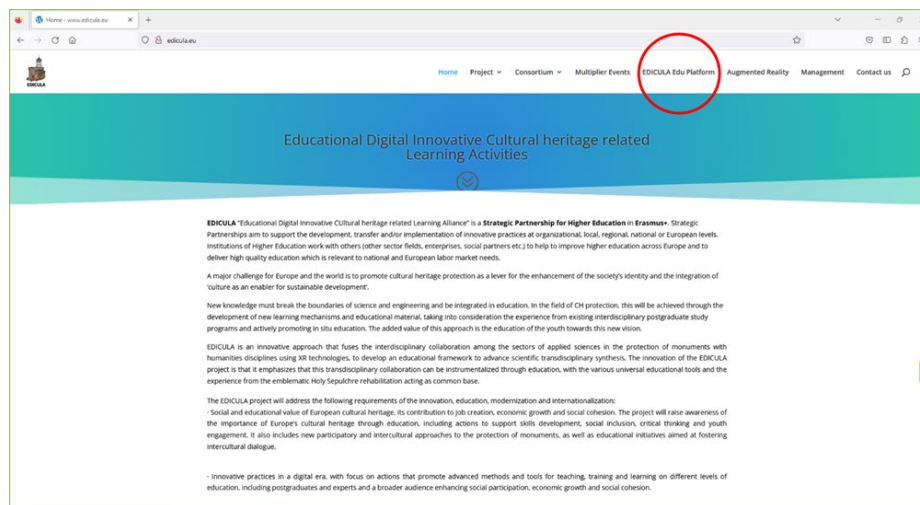 Home - www.edicula.eu
edicula.eu
EDICULA
Home Project Consortium Multiplier Events EDICULA Edu Platform Augmented Reality Management Contact us
Educational Digital Innovative Cultural heritage related
Learning Activities
EDICULA "Educational Digital Innovative CUltural heritage related Learning Alliance" is a Strategic Partnership for Higher Education in Erasmus+. Strategic
Partnerships aim to support the development, transfer and/or implementation of innovative practices at organizational, local, regional, national or European levels.
Institutions of Higher Education work with others (other sector fields, enterprises, social partners etc.) to help to improve higher education across Europe and to
deliver high quality education which is relevant to national and European labor market needs.
A major challenge for Europe and the world is to promote cultural heritage protection as a lever for the enhancement of the society's identity and the integration of
'culture as an enabler for sustainable development'.
New knowledge must break the boundaries of science and engineering and be integrated in education. In the field of CH protection, this will be achieved through the
development of new learning mechanisms and educational material, taking into consideration the experience from existing interdisciplinary postgraduate study
programs and actively promoting in situ education. The added value of this approach is the education of the youth towards this new vision.
EDICULA is an innovative approach that fuses the interdisciplinary collaboration among the sectors of applied sciences in the protection of monuments with
humanities disciplines using XR technologies, to develop an educational framework to advance scientific transdisciplinary synthesis. The innovation of the EDICULA
project is that it emphasizes that this transdisciplinary collaboration can be instrumentalized through education, with the various universal educational tools and the
experience from the emblematic Holy Sepulchre rehabilitation acting as common base.
The EDICULA project will address the following requirements of the innovation, education, modernization and internationalization:
· Social and educational value of European cultural heritage, its contribution to job creation, economic growth and social cohesion. The project will raise awareness of
the importance of Europe's cultural heritage through education, including actions to support skills development, social inclusion, critical thinking and youth
engagement. It also includes new participatory and intercultural approaches to the protection of monuments, as well as educational initiatives aimed at fostering
intercultural dialogue.
· Innovative practices in a digital era, with focus on actions that promote advanced methods and tools for teaching, training and learning on different levels of
education, including postgraduates and experts and a broader audience enhancing social participation, economic growth and social cohesion.